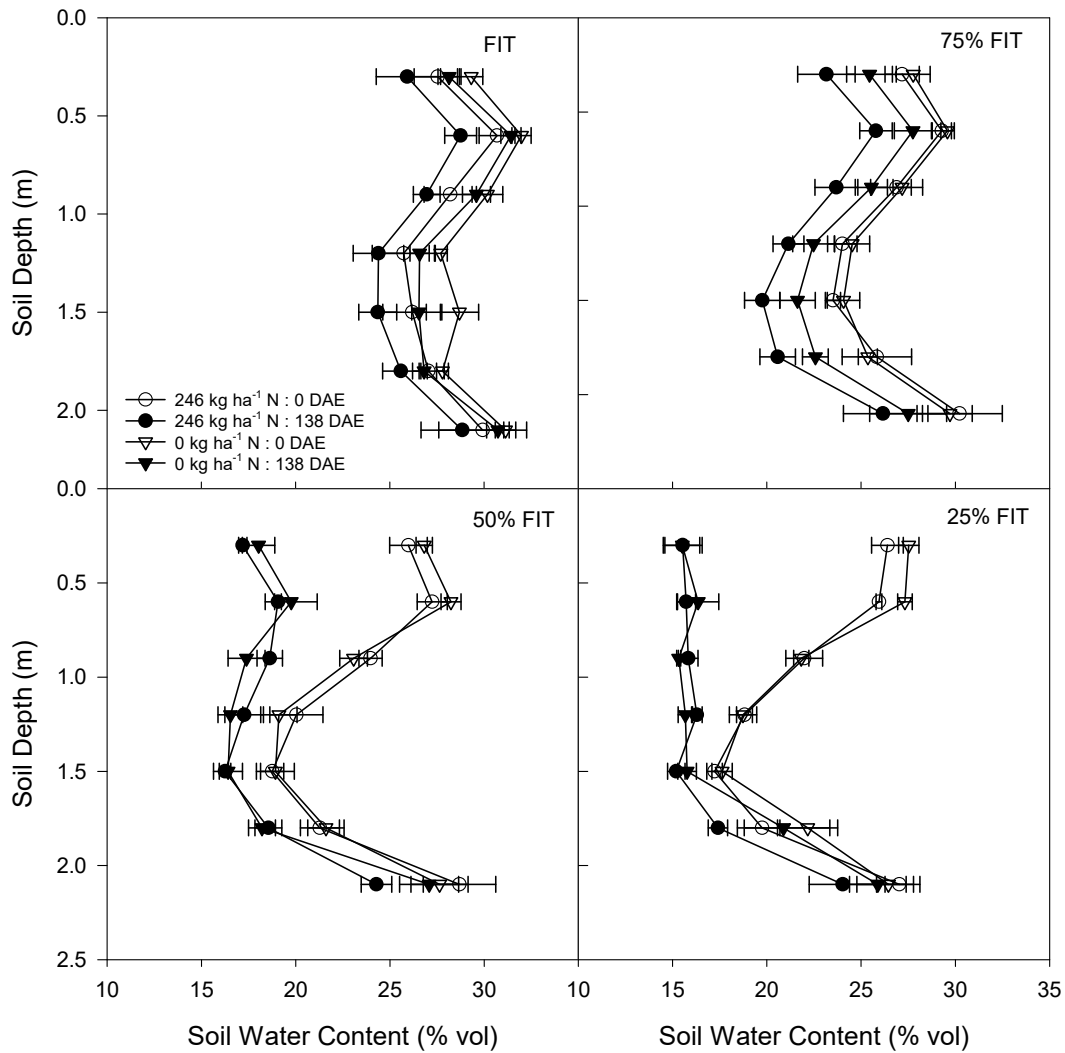 0.0
0.5
1.0
1.5
2.0
Soil Depth (m)
FIT
75% FIT
246 kg ha⁻¹ N : 0 DAE
246 kg ha⁻¹ N : 138 DAE
0 kg ha⁻¹ N : 0 DAE
0 kg ha⁻¹ N : 138 DAE
0.0
0.5
1.0
1.5
2.0
2.5
Soil Depth (m)
50% FIT
25% FIT
10 15 20 25 30 10 15 20 25 30 35
Soil Water Content (% vol) Soil Water Content (% vol)